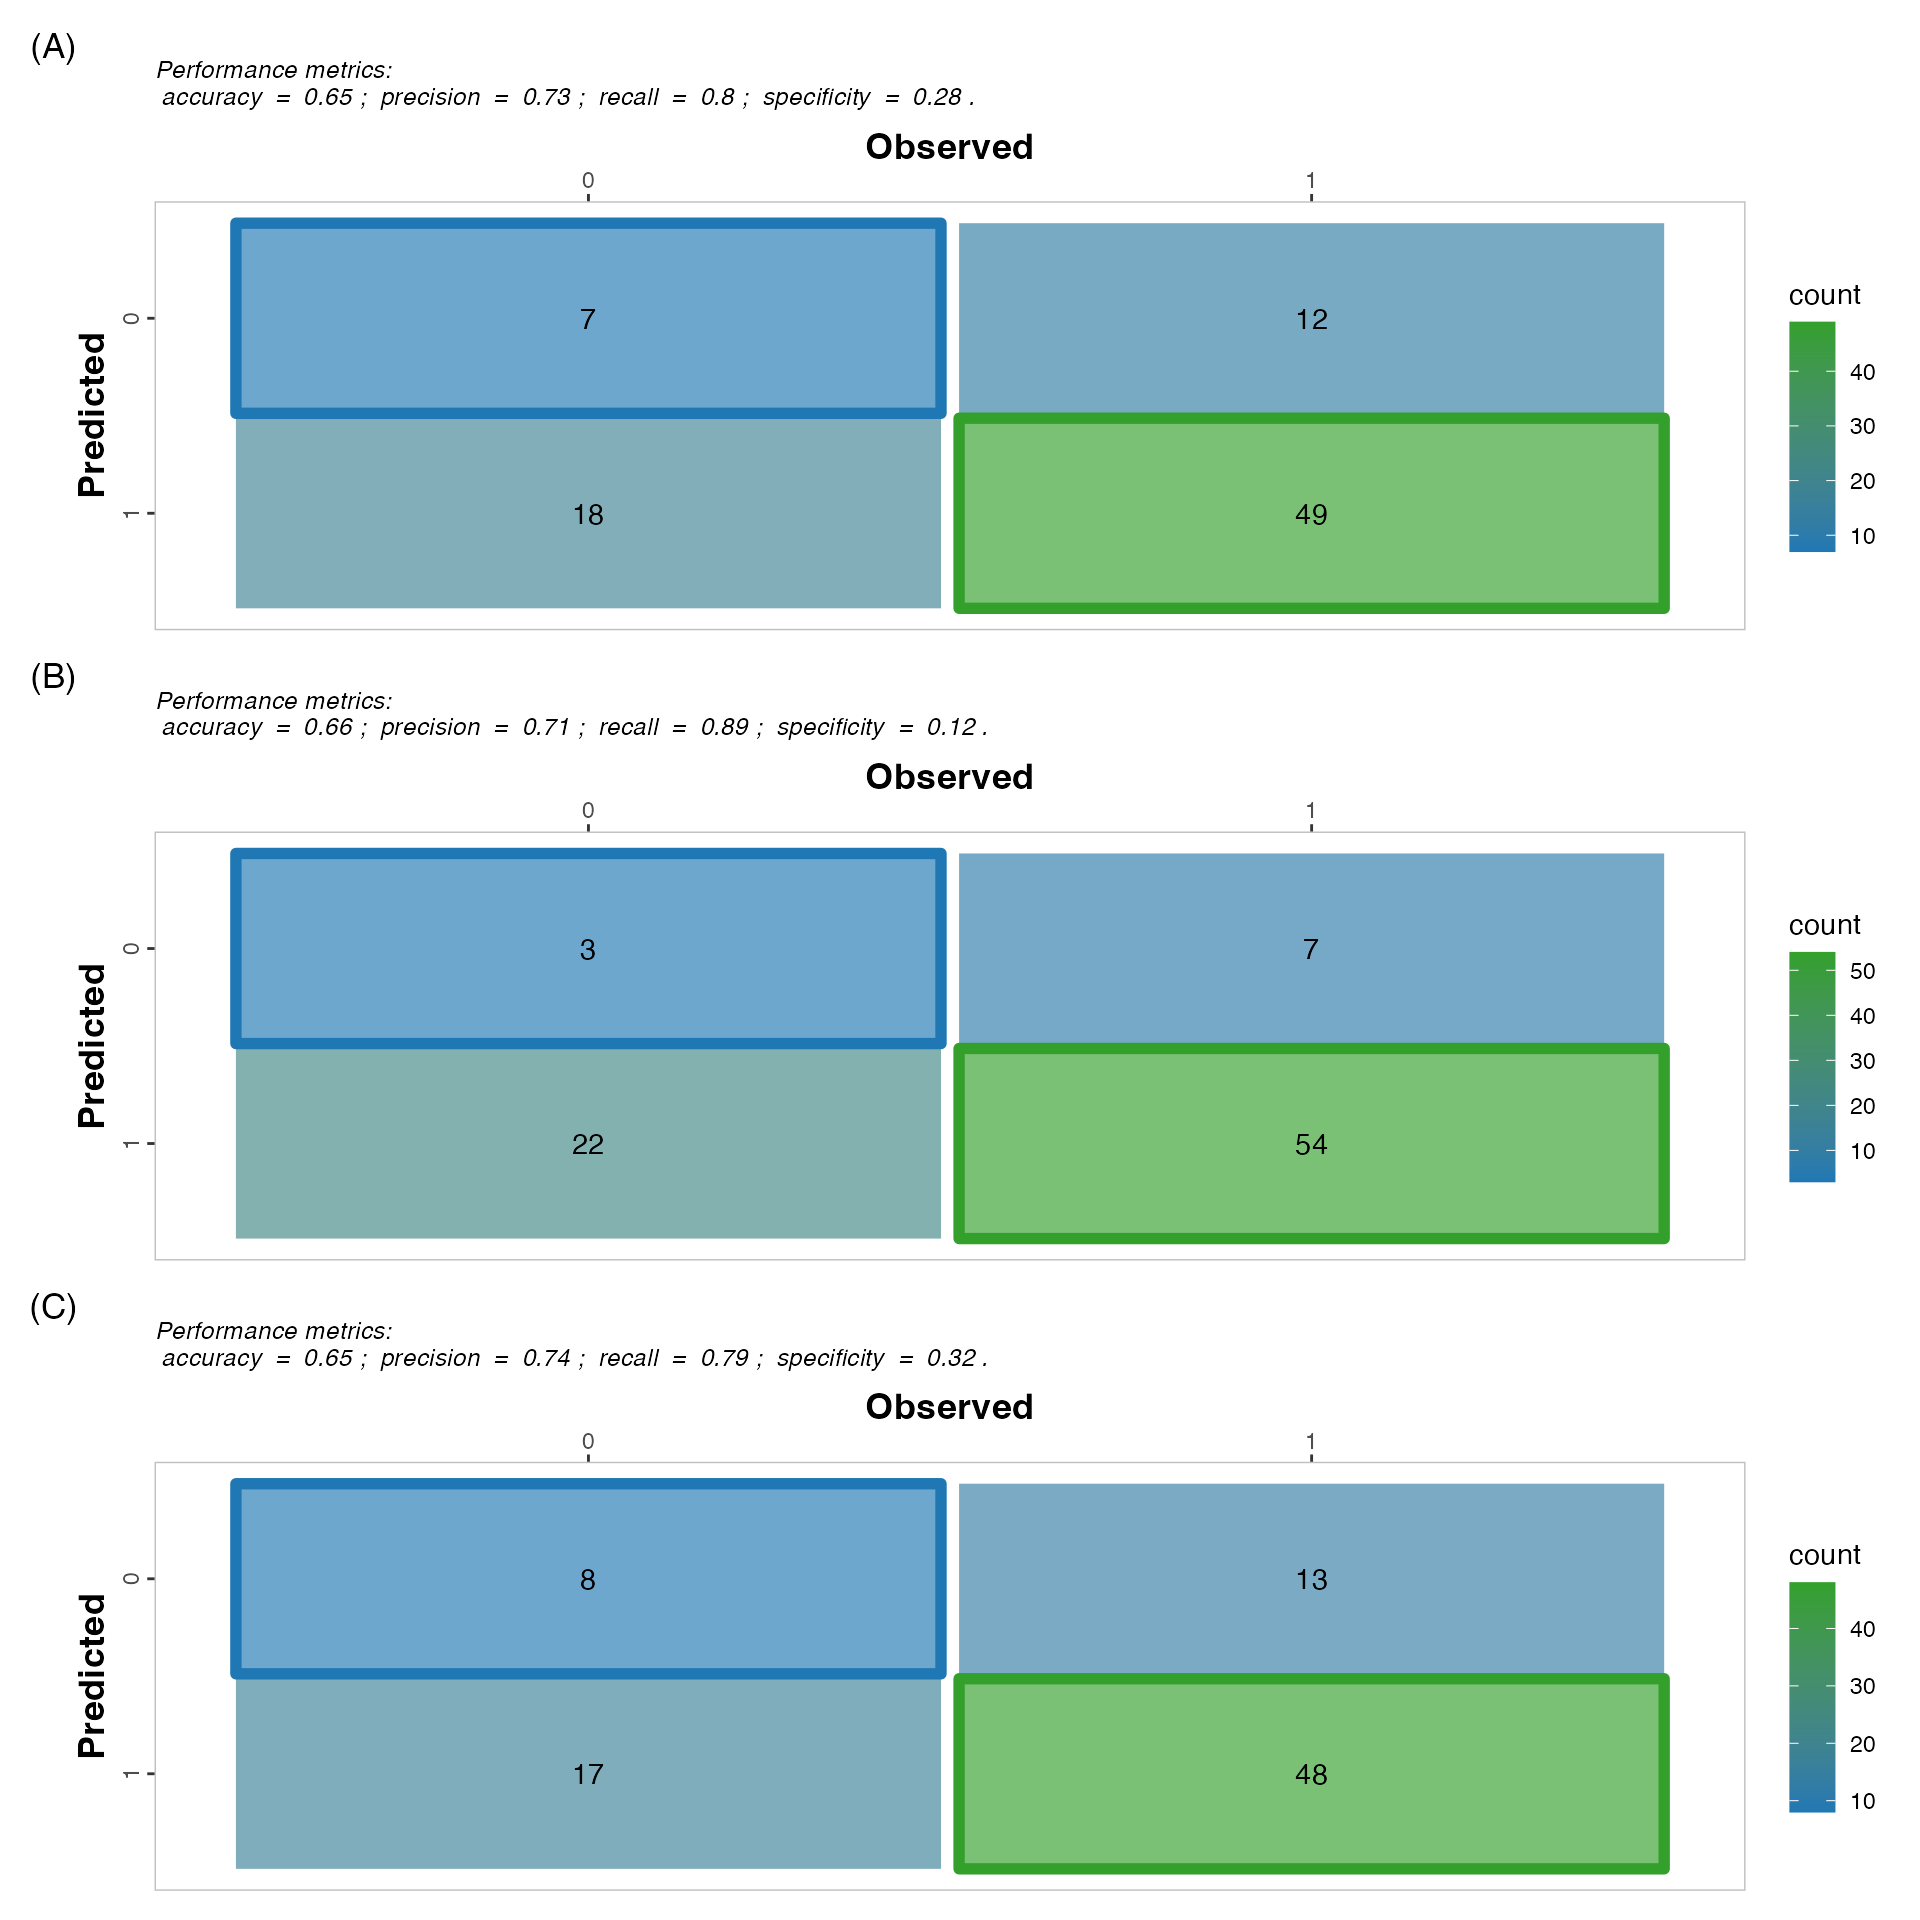 (A)
Performance metrics:
accuracy = 0.65 ; precision = 0.73 ; recall = 0.8 ; specificity = 0.28 .
Observed
0 1
Predicted
0
7 12
1
18 49
count
40
30
20
10
(B)
Performance metrics:
accuracy = 0.66 ; precision = 0.71 ; recall = 0.89 ; specificity = 0.12 .
Observed
0 1
Predicted
0
3 7
1
22 54
count
50
40
30
20
10
(C)
Performance metrics:
accuracy = 0.65 ; precision = 0.74 ; recall = 0.79 ; specificity = 0.32 .
Observed
0 1
Predicted
0
8 13
1
17 48
count
40
30
20
10